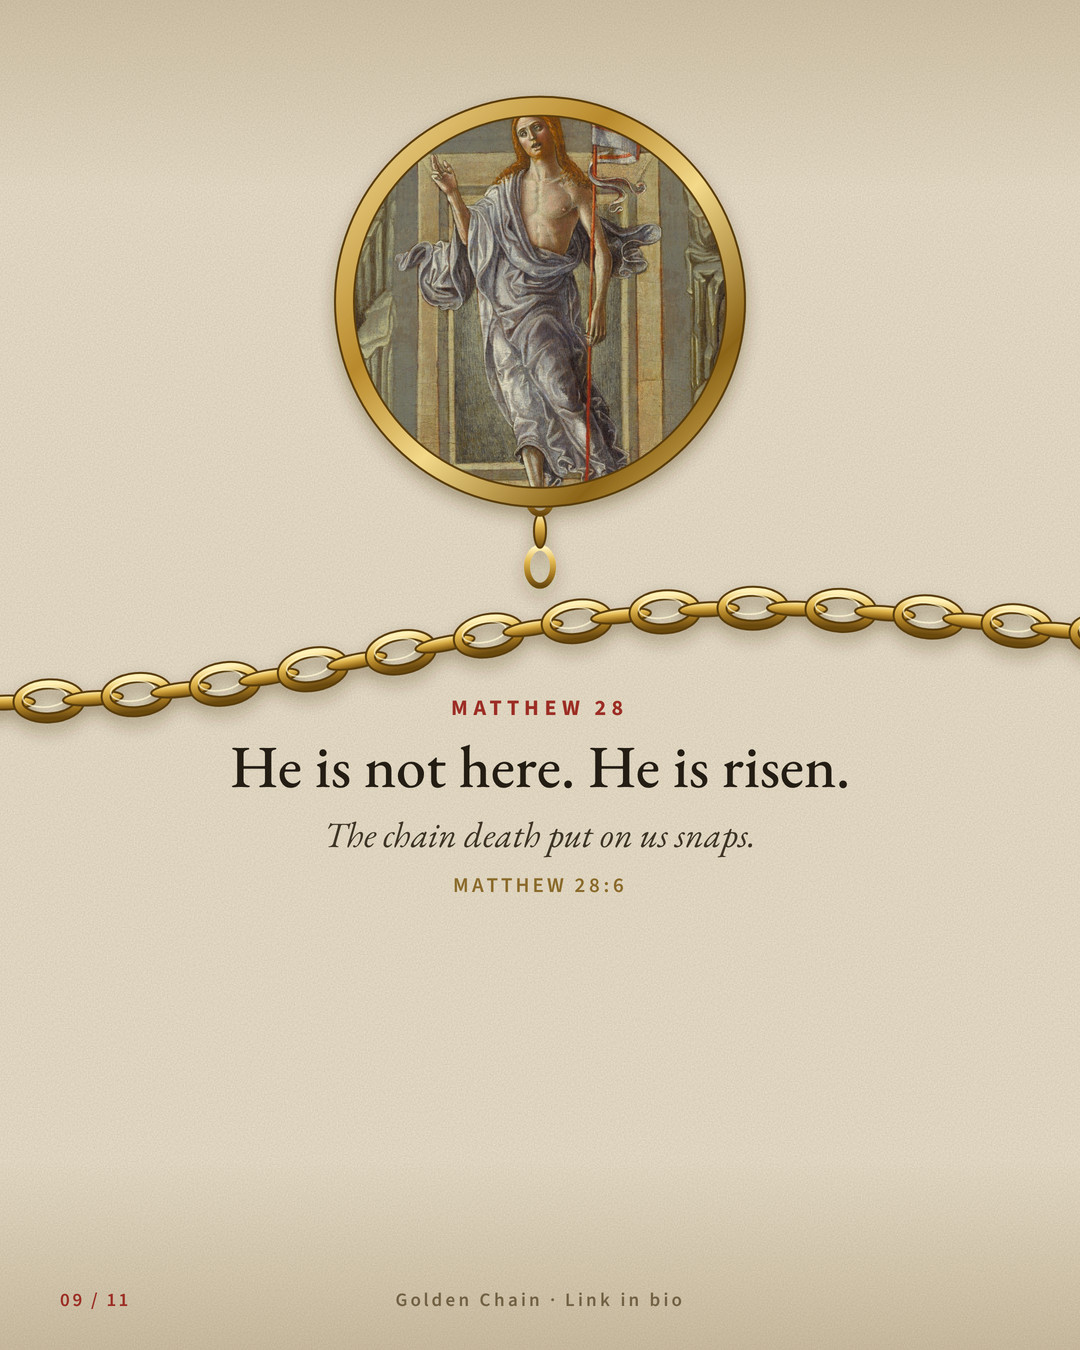 MATTHEW 28
He is not here. He is risen.
The chain death put on us snaps.
MATTHEW 28:6
09 / 11
Golden Chain · Link in bio